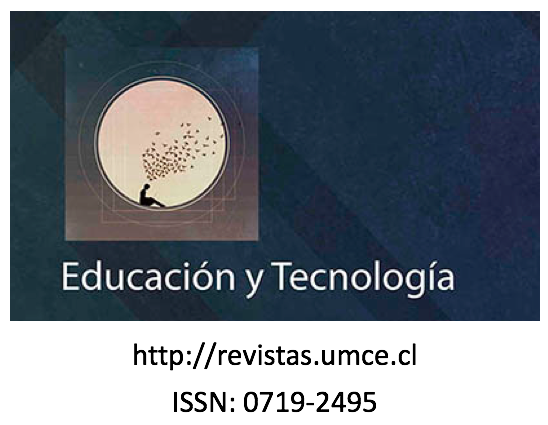 Educación y Tecnología
http://revistas.umce.cl
ISSN: 0719-2495